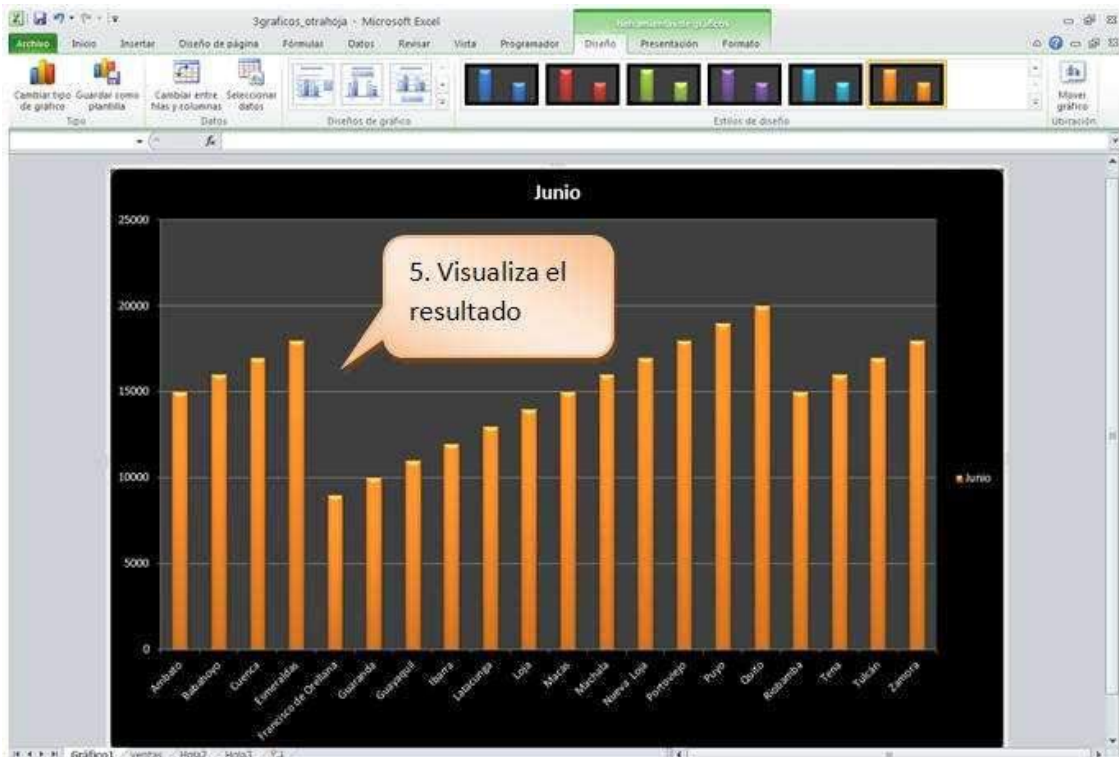 3graficos_otrahoja - Microsoft Excel
Herramientas de gráficos
Archivo Inicio Insertar Diseño de página Fórmulas Datos Revisar Vista Programador Diseño Presentación Formato
Cambiar tipo de gráfico
Guardar como plantilla
Cambiar entre filas y columnas
Seleccionar datos
Mover gráfico
Tipo Datos Diseños de gráfico Estilos de diseño Ubicación
fx
Junio
5. Visualiza el
resultado
25000
20000
15000
10000
5000
0
Junio
Ambato
Babahoyo
Cuenca
Esmeraldas
Francisco de Orellana
Guaranda
Guayaquil
Ibarra
Latacunga
Loja
Macas
Machala
Nueva Loja
Portoviejo
Puyo
Quito
Riobamba
Tena
Tulcán
Zamora
Gráfico1 ventas Hoja2 Hoja3